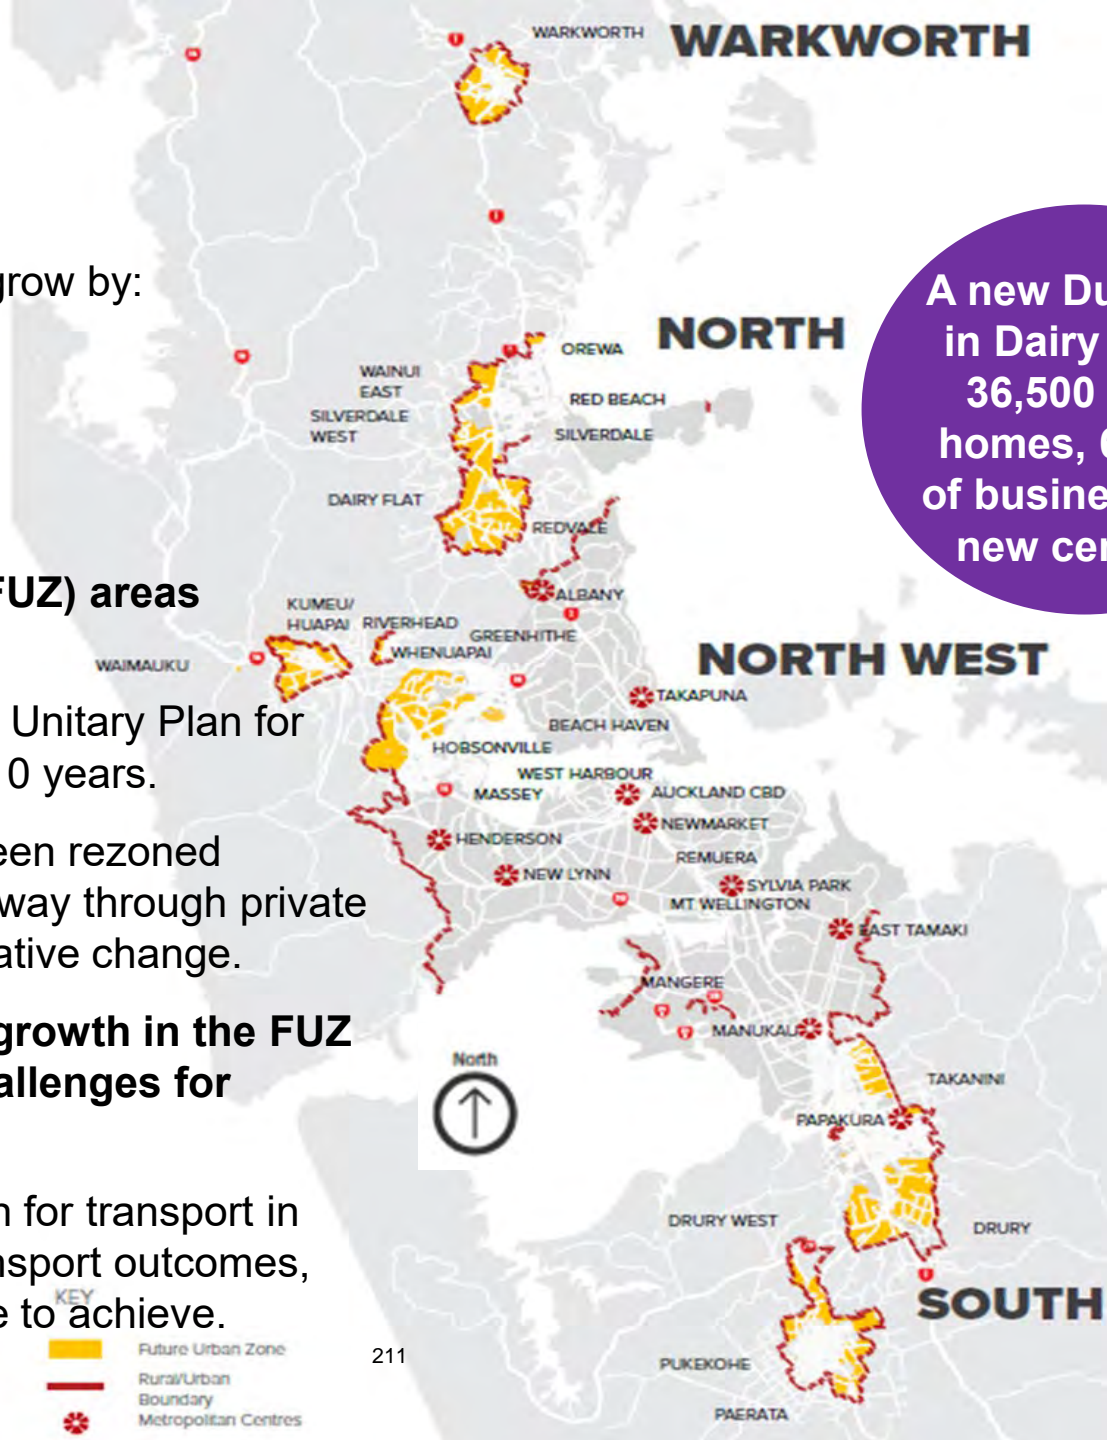 WARKWORTH
WARKWORTH
grow by:
NORTH
OREWA
WAINUI
EAST
RED BEACH
SILVERDALE
WEST
SILVERDALE
DAIRY FLAT
REDVALE
A new Du
in Dairy
36,500
homes,
of busine
new cen
FUZ) areas
ALBANY
KUMEU/
HUAPAI
RIVERHEAD
GREENHITHE
WHENUAPAI
WAIMAUKU
NORTH WEST
TAKAPUNA
Unitary Plan for
0 years.
BEACH HAVEN
HOBSONVILLE
WEST HARBOUR
MASSEY
AUCKLAND CBD
NEWMARKET
HENDERSON
REMUERA
NEW LYNN
SYLVIA PARK
MT WELLINGTON
een rezoned
way through private
ative change.
EAST TAMAKI
MANGERE
MANUKAU
growth in the FUZ
allenges for
North
TAKANINI
PAPAKURA
DRURY WEST
DRURY
n for transport in
nsport outcomes,
e to achieve.
SOUTH
KEY
Future Urban Zone
Rural/Urban
Boundary
Metropolitan Centres
211
PUKEKOHE
PAERATA